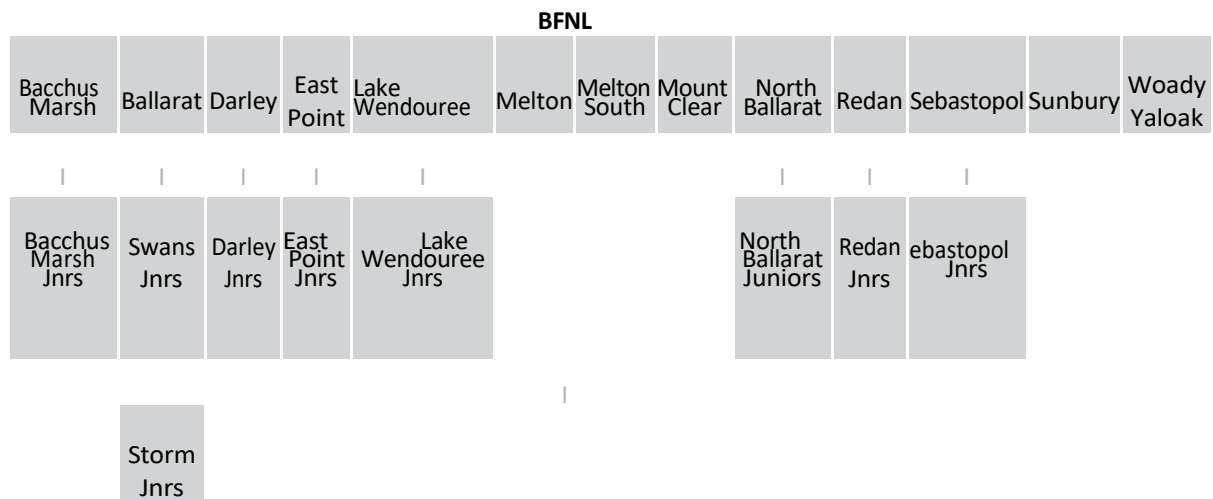 BFNL
Bacchus
Marsh
Ballarat
Darley
East
Point
Lake
Wendouree
Melton
Melton
South
Mount
Clear
North
Ballarat
Redan
Sebastopol
Sunbury
Woady
Yaloak
Bacchus
Marsh
Jnrs
Swans
Jnrs
Darley
Jnrs
East
Point
Jnrs
Lake
Wendouree
Jnrs
North
Ballarat
Juniors
Redan
Jnrs
ebastopol
Jnrs
Storm
Jnrs